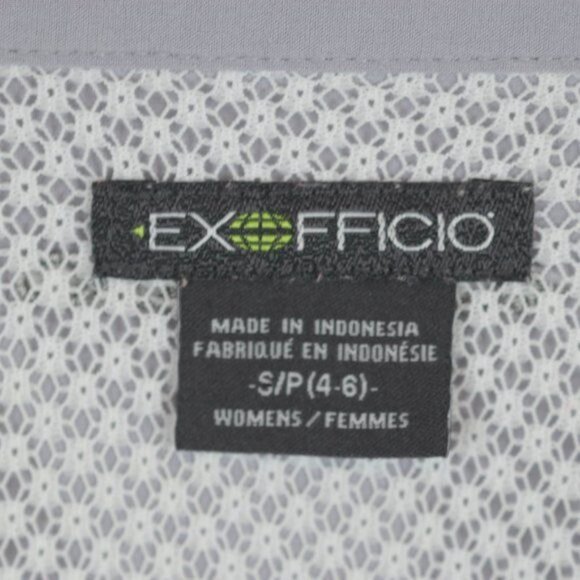 EXOFFICIO
MADE IN INDONESIA
FABRIQUÉ EN INDONÉSIE
-S/P(4-6)-
WOMENS/FEMMES